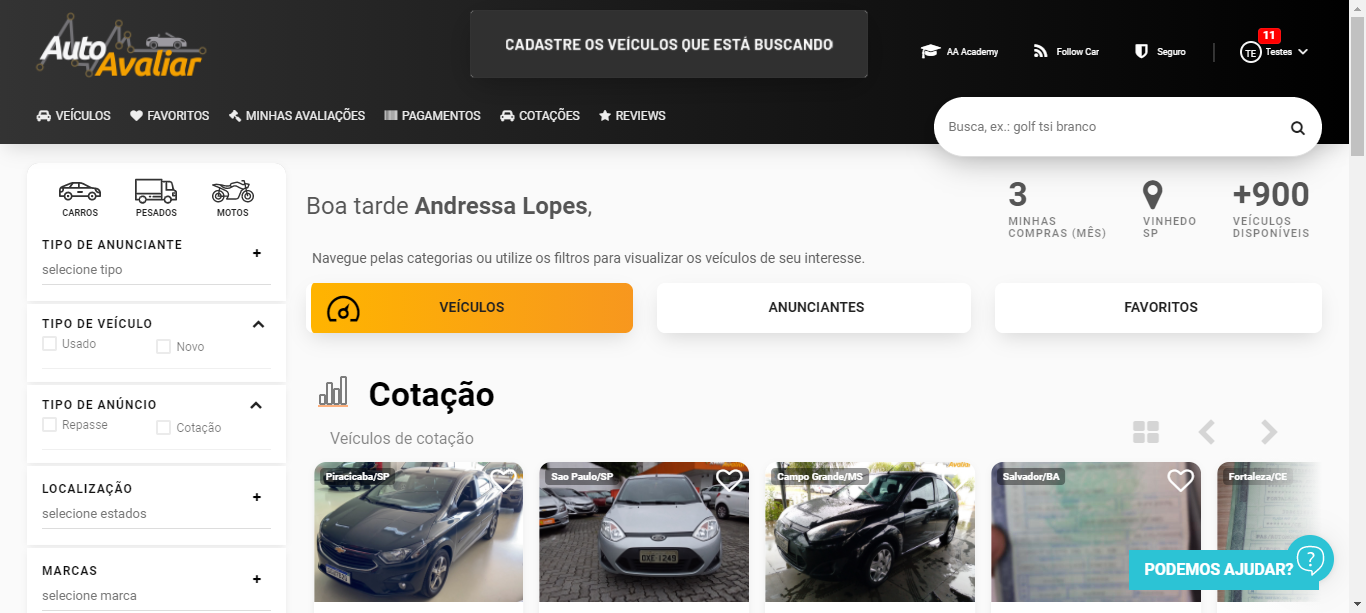 Auto Avaliar
CADASTRE OS VEÍCULOS QUE ESTÁ BUSCANDO
AA Academy
Follow Car
Seguro
11
TE
Testes
VEÍCULOS
FAVORITOS
MINHAS AVALIAÇÕES
PAGAMENTOS
COTAÇÕES
REVIEWS
Busca, ex.: golf tsi branco
CARROS
PESADOS
MOTOS
TIPO DE ANUNCIANTE
+
selecione tipo
TIPO DE VEÍCULO
Usado
Novo
TIPO DE ANÚNCIO
Repasse
Cotação
LOCALIZAÇÃO
+
selecione estados
MARCAS
+
selecione marca
Boa tarde Andressa Lopes,
3
MINHAS
COMPRAS (MÊS)
VINHEDO
SP
+900
VEÍCULOS
DISPONÍVEIS
Navegue pelas categorias ou utilize os filtros para visualizar os veículos de seu interesse.
VEÍCULOS
ANUNCIANTES
FAVORITOS
Cotação
Veículos de cotação
Piracicaba/SP
Sao Paulo/SP
OXE-1249
Campo Grande/MS
Avaliar
Salvador/BA
Fortaleza/CE
PODEMOS AJUDAR?
?